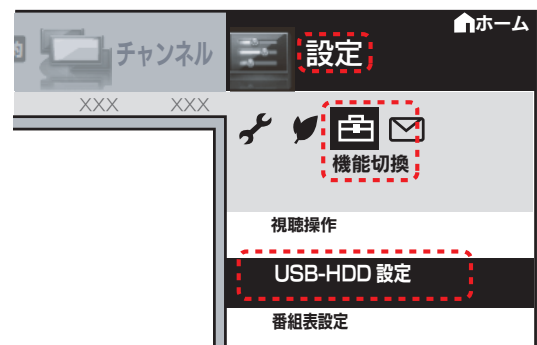 ホーム
チャンネル 設定
XXX XXX
機能切換
視聴操作
USB-HDD 設定
番組表設定